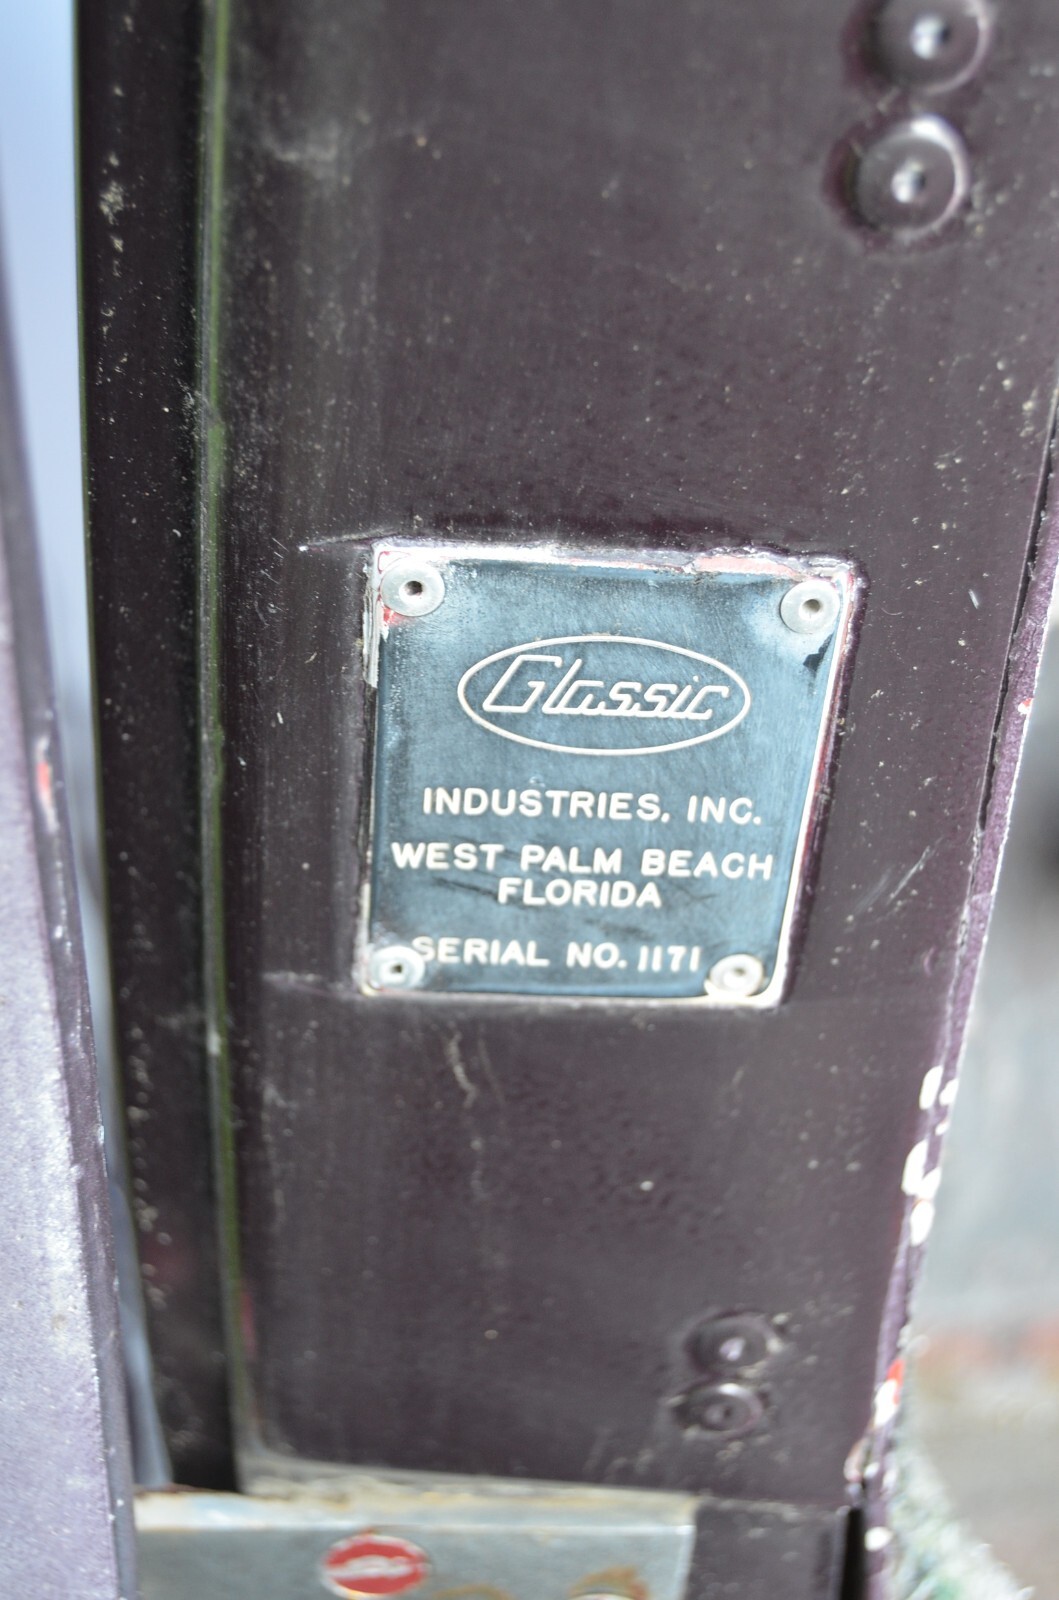 Glassic
INDUSTRIES, INC.
WEST PALM BEACH
FLORIDA
SERIAL NO. 1171